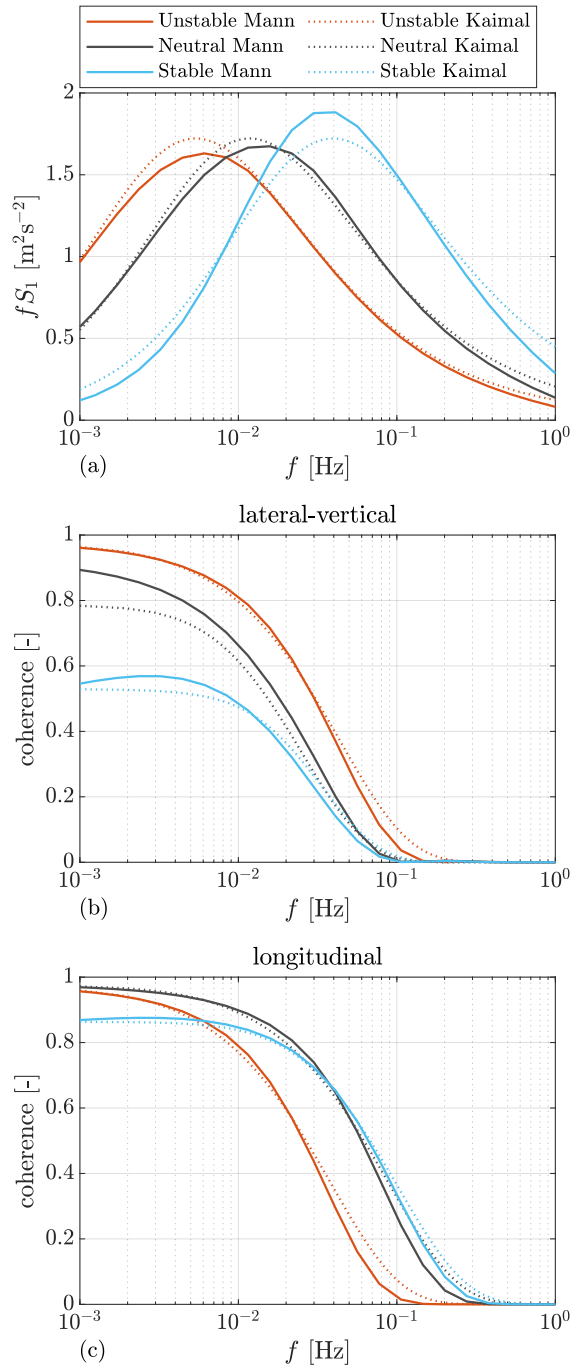 Unstable Mann Unstable Kaimal
Neutral Mann Neutral Kaimal
Stable Mann Stable Kaimal
2
1.5
1
0.5
0
fS₁ [m²s⁻²]
10⁻³ 10⁻² 10⁻¹ 10⁰
f [Hz]
(a)
lateral-vertical
1
0.8
0.6
0.4
0.2
0
coherence [-]
10⁻³ 10⁻² 10⁻¹ 10⁰
f [Hz]
(b)
longitudinal
1
0.8
0.6
0.4
0.2
0
coherence [-]
10⁻³ 10⁻² 10⁻¹ 10⁰
f [Hz]
(c)